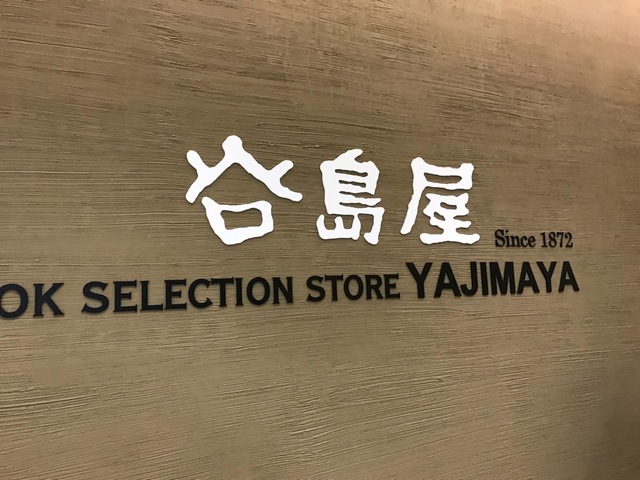 谷島屋
Since 1872
OK SELECTION STORE YAJIMAYA